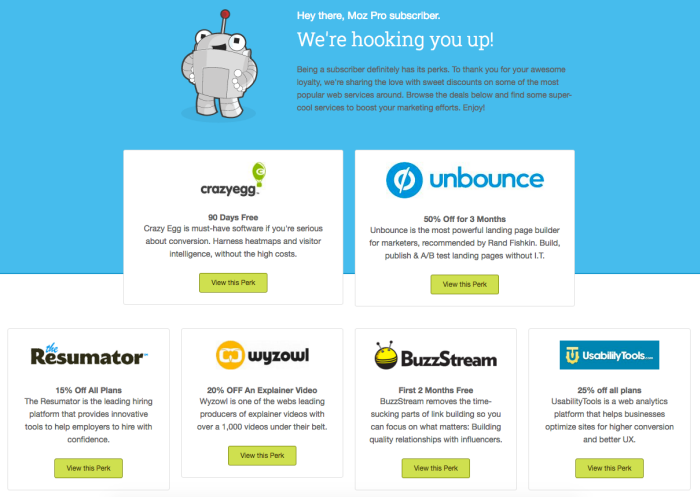 Hey there, Moz Pro subscriber.
We're hooking you up!
Being a subscriber definitely has its perks. To thank you for your awesome
loyalty, we're sharing the love with sweet discounts on some of the most
popular web services around. Browse the deals below and find some super-
cool services to boost your marketing efforts. Enjoy!
crazyegg
90 Days Free
Crazy Egg is must-have software if you're serious
about conversion. Harness heatmaps and visitor
intelligence, without the high costs.
View this Perk
unbounce
50% Off for 3 Months
Unbounce is the most powerful landing page builder
for marketers, recommended by Rand Fishkin. Build,
publish & A/B test landing pages without I.T.
View this Perk
the
Resumator
15% Off All Plans
The Resumator is the leading hiring
platform that provides innovative
tools to help employers to hire with
confidence.
View this Perk
wyzowl
20% OFF An Explainer Video
Wyzowl is one of the webs leading
producers of explainer videos with
over a 1,000 videos under their belt.
View this Perk
BuzzStream
First 2 Months Free
BuzzStream removes the time-
sucking parts of link building so you
can focus on what matters: Building
quality relationships with influencers.
View this Perk
UsabilityTools.com
25% off all plans
UsabilityTools is a web analytics
platform that helps businesses
optimize sites for higher conversion
and better UX.
View this Perk